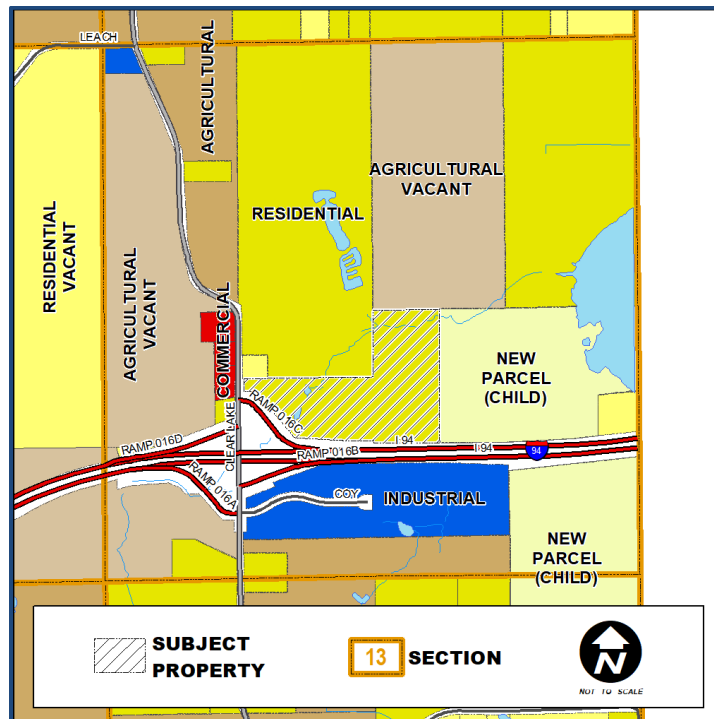 LEACH
AGRICULTURAL
AGRICULTURAL
VACANT
RESIDENTIAL
RESIDENTIAL
VACANT
AGRICULTURAL
VACANT
COMMERCIAL
NEW
PARCEL
(CHILD)
RAMP 016C
CLEAR LAKE
RAMP 016D
RAMP 016B
I 94
I 94
94
RAMP 016A
COY
INDUSTRIAL
NEW
PARCEL
(CHILD)
SUBJECT
PROPERTY
13
SECTION
N
NOT TO SCALE